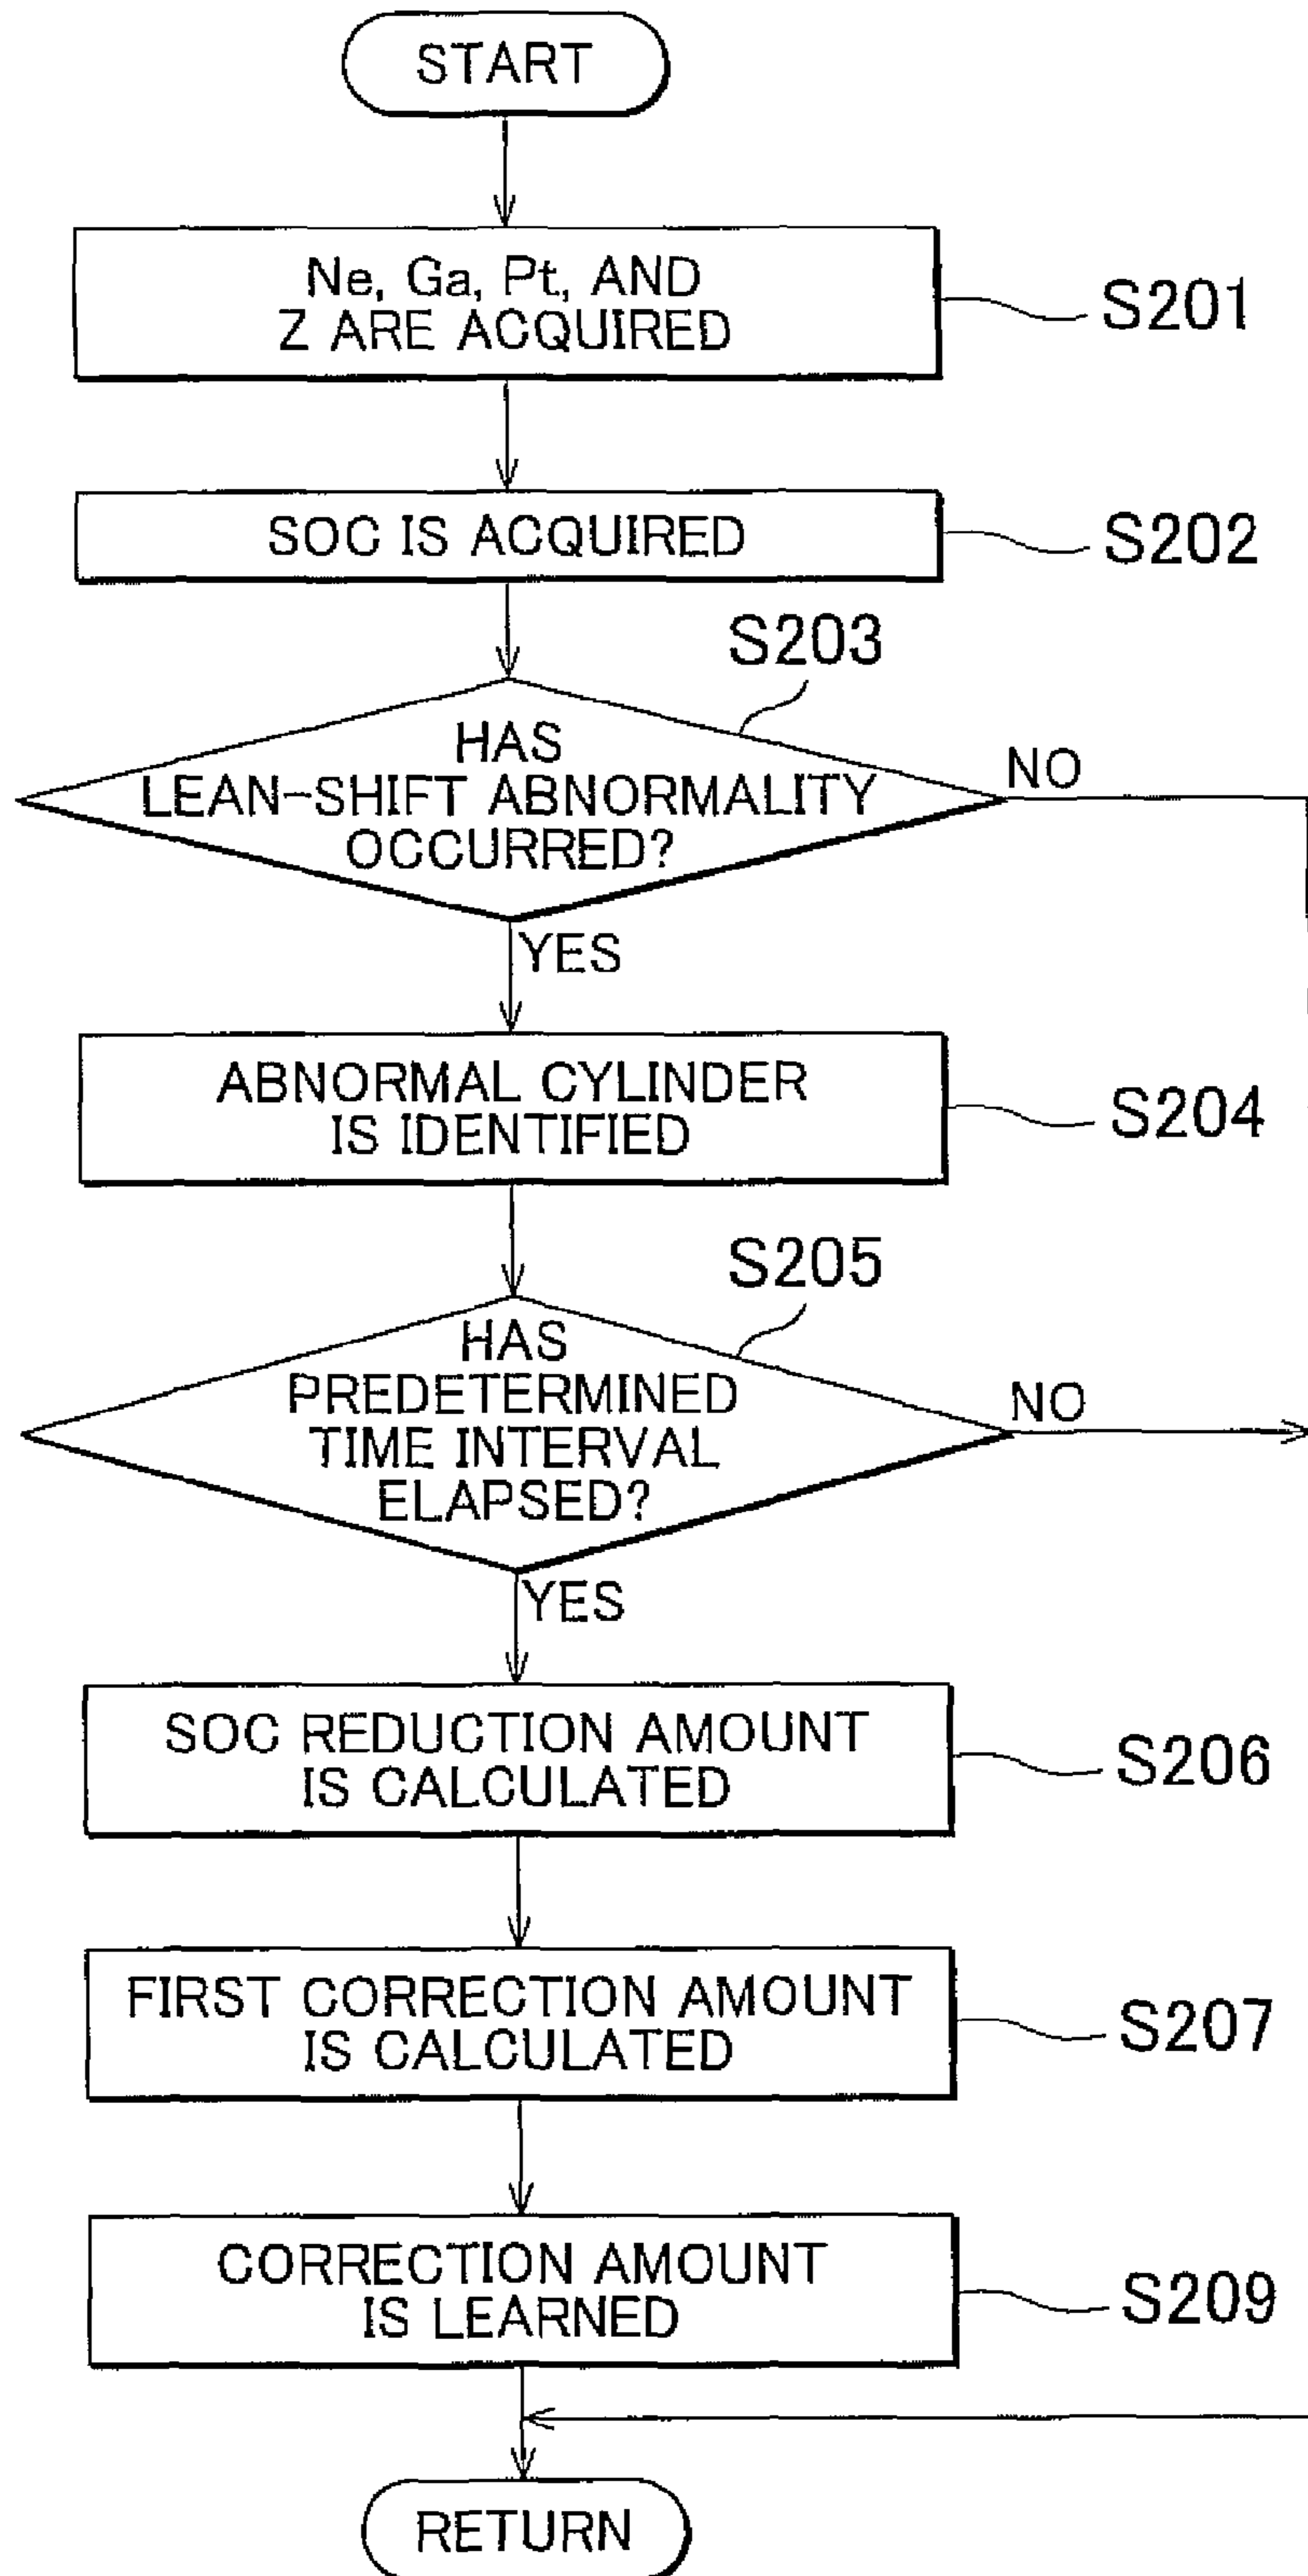 START
Ne, Ga, Pt, AND
Z ARE ACQUIRED
S201
SOC IS ACQUIRED
S202
S203
HAS
LEAN-SHIFT ABNORMALITY
OCCURRED?
NO
YES
ABNORMAL CYLINDER
IS IDENTIFIED
S204
S205
HAS
PREDETERMINED
TIME INTERVAL
ELAPSED?
NO
YES
SOC REDUCTION AMOUNT
IS CALCULATED
S206
FIRST CORRECTION AMOUNT
IS CALCULATED
S207
CORRECTION AMOUNT
IS LEARNED
S209
RETURN